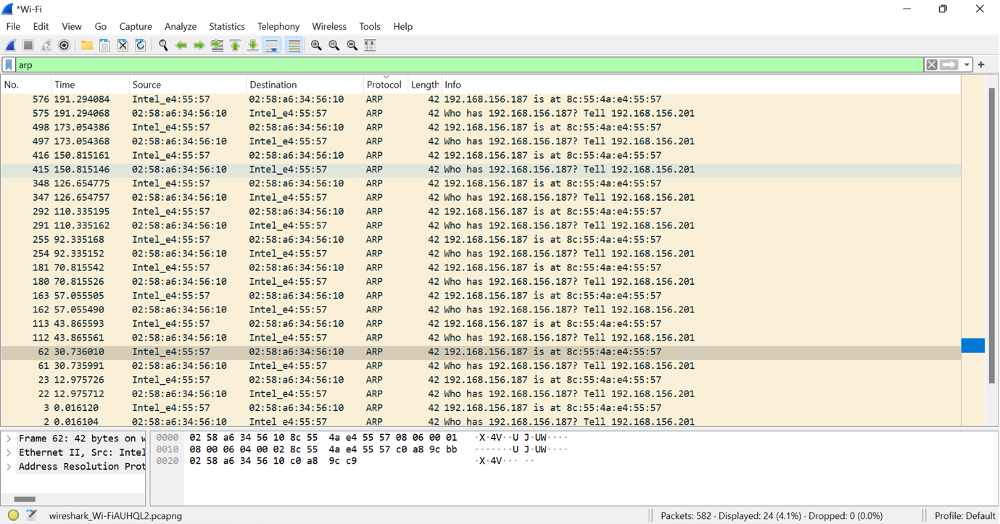 *Wi-Fi
File Edit View Go Capture Analyze Statistics Telephony Wireless Tools Help
arp
No. Time Source Destination Protocol Length Info
576 191.294084 Intel_e4:55:57 02:58:a6:34:56:10 ARP 42 192.168.156.187 is at 8c:55:4a:e4:55:57
575 191.294068 02:58:a6:34:56:10 Intel_e4:55:57 ARP 42 Who has 192.168.156.187? Tell 192.168.156.201
498 173.054386 Intel_e4:55:57 02:58:a6:34:56:10 ARP 42 192.168.156.187 is at 8c:55:4a:e4:55:57
497 173.054368 02:58:a6:34:56:10 Intel_e4:55:57 ARP 42 Who has 192.168.156.187? Tell 192.168.156.201
416 150.815161 Intel_e4:55:57 02:58:a6:34:56:10 ARP 42 192.168.156.187 is at 8c:55:4a:e4:55:57
415 150.815146 02:58:a6:34:56:10 Intel_e4:55:57 ARP 42 Who has 192.168.156.187? Tell 192.168.156.201
348 126.654775 Intel_e4:55:57 02:58:a6:34:56:10 ARP 42 192.168.156.187 is at 8c:55:4a:e4:55:57
347 126.654757 02:58:a6:34:56:10 Intel_e4:55:57 ARP 42 Who has 192.168.156.187? Tell 192.168.156.201
292 110.335195 Intel_e4:55:57 02:58:a6:34:56:10 ARP 42 192.168.156.187 is at 8c:55:4a:e4:55:57
291 110.335162 02:58:a6:34:56:10 Intel_e4:55:57 ARP 42 Who has 192.168.156.187? Tell 192.168.156.201
255 92.335168 Intel_e4:55:57 02:58:a6:34:56:10 ARP 42 192.168.156.187 is at 8c:55:4a:e4:55:57
254 92.335152 02:58:a6:34:56:10 Intel_e4:55:57 ARP 42 Who has 192.168.156.187? Tell 192.168.156.201
181 70.815542 Intel_e4:55:57 02:58:a6:34:56:10 ARP 42 192.168.156.187 is at 8c:55:4a:e4:55:57
180 70.815526 02:58:a6:34:56:10 Intel_e4:55:57 ARP 42 Who has 192.168.156.187? Tell 192.168.156.201
163 57.055505 Intel_e4:55:57 02:58:a6:34:56:10 ARP 42 192.168.156.187 is at 8c:55:4a:e4:55:57
162 57.055490 02:58:a6:34:56:10 Intel_e4:55:57 ARP 42 Who has 192.168.156.187? Tell 192.168.156.201
113 43.865593 Intel_e4:55:57 02:58:a6:34:56:10 ARP 42 192.168.156.187 is at 8c:55:4a:e4:55:57
112 43.865561 02:58:a6:34:56:10 Intel_e4:55:57 ARP 42 Who has 192.168.156.187? Tell 192.168.156.201
62 30.736010 Intel_e4:55:57 02:58:a6:34:56:10 ARP 42 192.168.156.187 is at 8c:55:4a:e4:55:57
61 30.735991 02:58:a6:34:56:10 Intel_e4:55:57 ARP 42 Who has 192.168.156.187? Tell 192.168.156.201
23 12.975726 Intel_e4:55:57 02:58:a6:34:56:10 ARP 42 192.168.156.187 is at 8c:55:4a:e4:55:57
22 12.975712 02:58:a6:34:56:10 Intel_e4:55:57 ARP 42 Who has 192.168.156.187? Tell 192.168.156.201
3 0.016120 Intel_e4:55:57 02:58:a6:34:56:10 ARP 42 192.168.156.187 is at 8c:55:4a:e4:55:57
2 0.016104 02:58:a6:34:56:10 Intel_e4:55:57 ARP 42 Who has 192.168.156.187? Tell 192.168.156.201
Frame 62: 42 bytes on w
Ethernet II, Src: Intel
Address Resolution Prot
0000 02 58 a6 34 56 10 8c 55 4a e4 55 57 08 06 00 01 ·X·4V··U J·UW····
0010 08 00 06 04 00 02 8c 55 4a e4 55 57 c0 a8 9c bb ·······U J·UW····
0020 02 58 a6 34 56 10 c0 a8 9c c9 ·X·4V··· ··
wireshark_Wi-FiAUHQL2.pcapng Packets: 582 · Displayed: 24 (4.1%) · Dropped: 0 (0.0%) Profile: Default